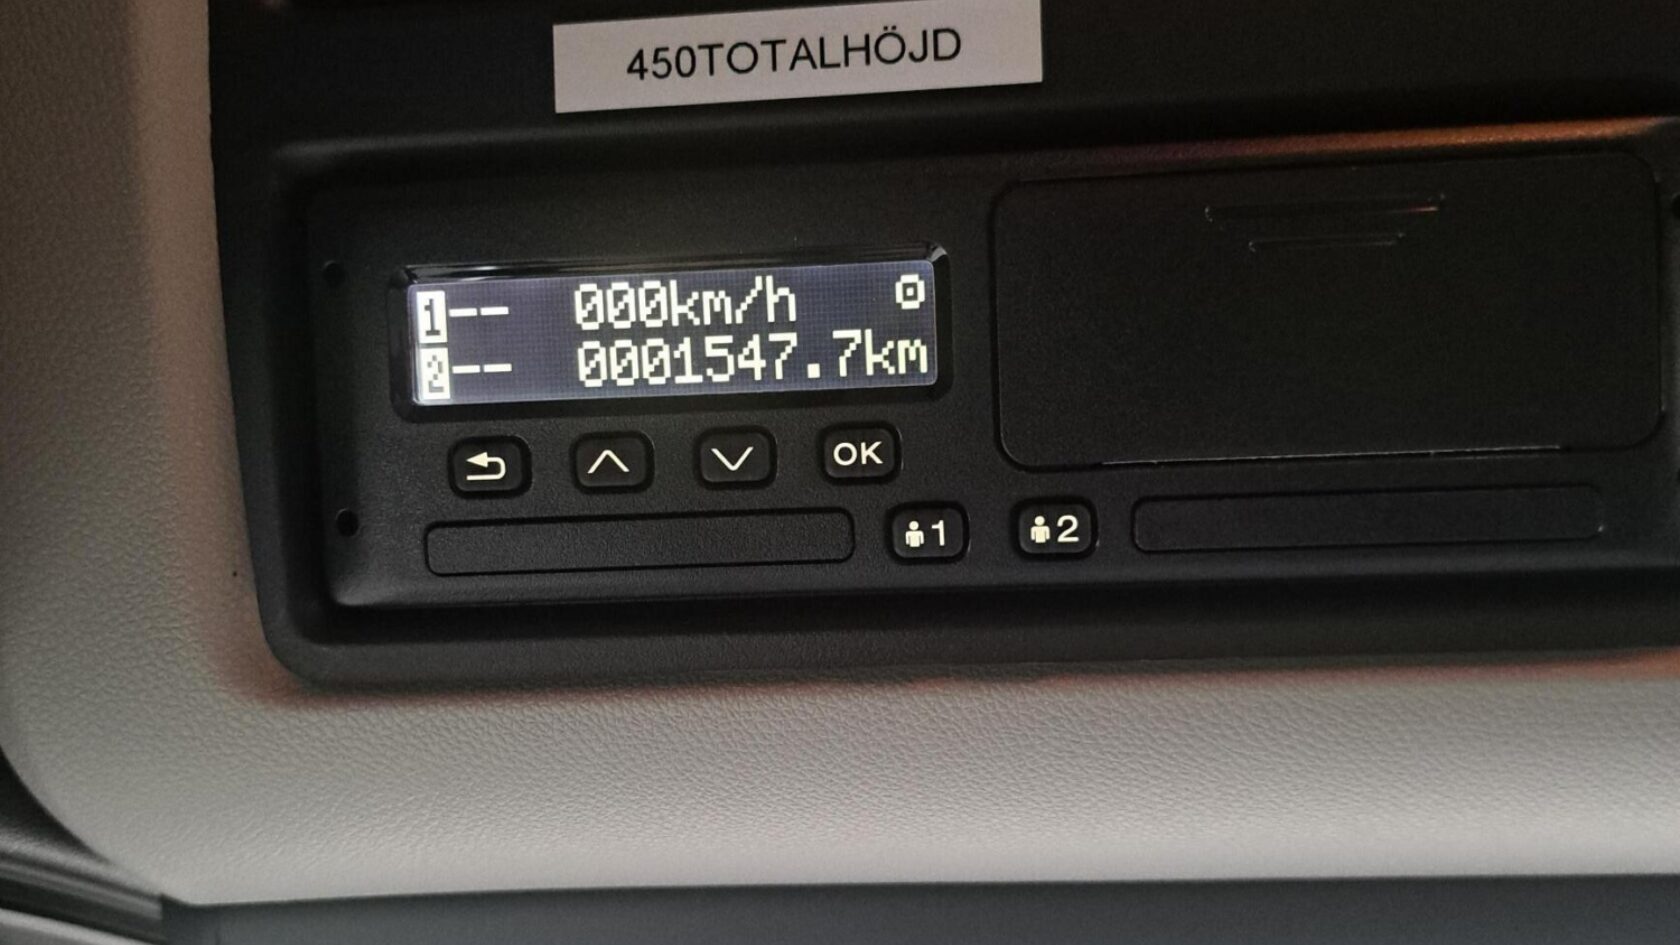 450TOTALHÖJD
1-- 000km/h
2-- 0001547.7km
OK
1 2